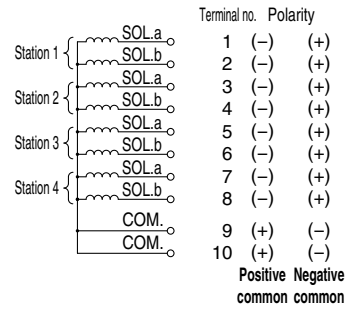 Terminal no. Polarity
Station 1 { SOL.a 1 (–) (+)
SOL.b 2 (–) (+)
Station 2 { SOL.a 3 (–) (+)
SOL.b 4 (–) (+)
Station 3 { SOL.a 5 (–) (+)
SOL.b 6 (–) (+)
Station 4 { SOL.a 7 (–) (+)
SOL.b 8 (–) (+)
COM. 9 (+) (–)
COM. 10 (+) (–)
Positive Negative
common common